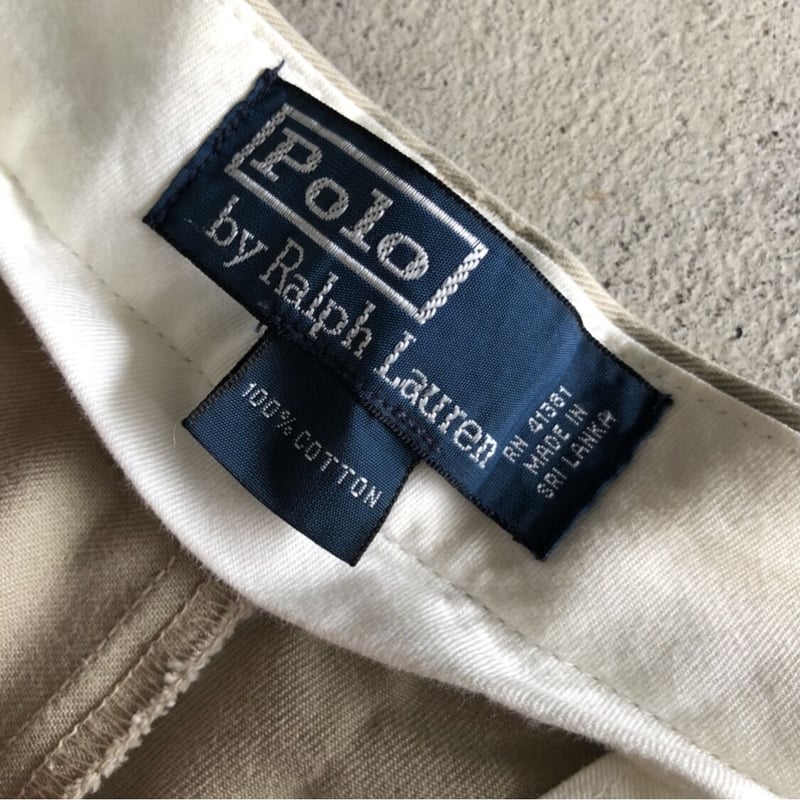 Polo
by Ralph Lauren
RN 41381
MADE IN
SRI LANKA
100% COTTON